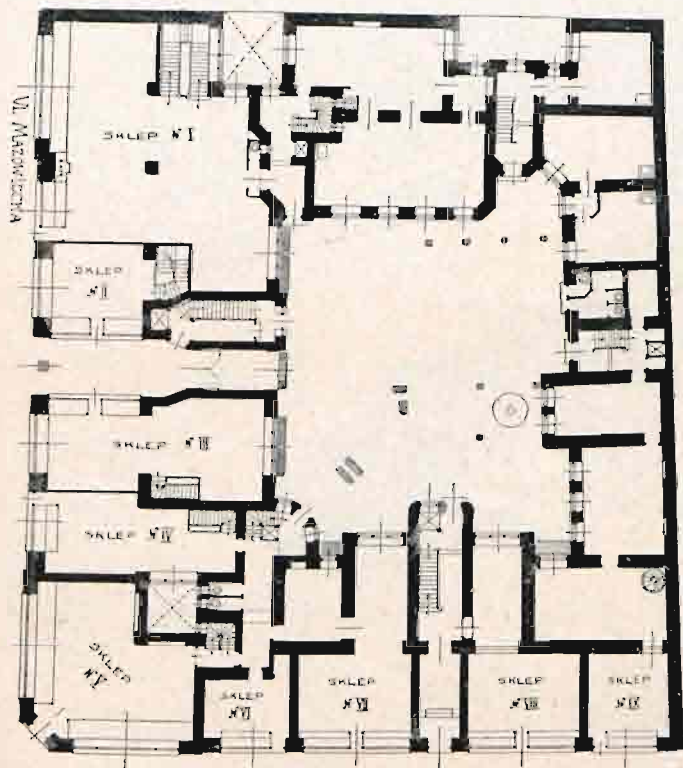 UL. MAZOWIECKA
SKLEP № I
SKLEP
№ II
SKLEP № III
SKLEP № IV
SKLEP
№ V
SKLEP
№ VI
SKLEP
№ VII
SKLEP
№ VIII
SKLEP
№ IX